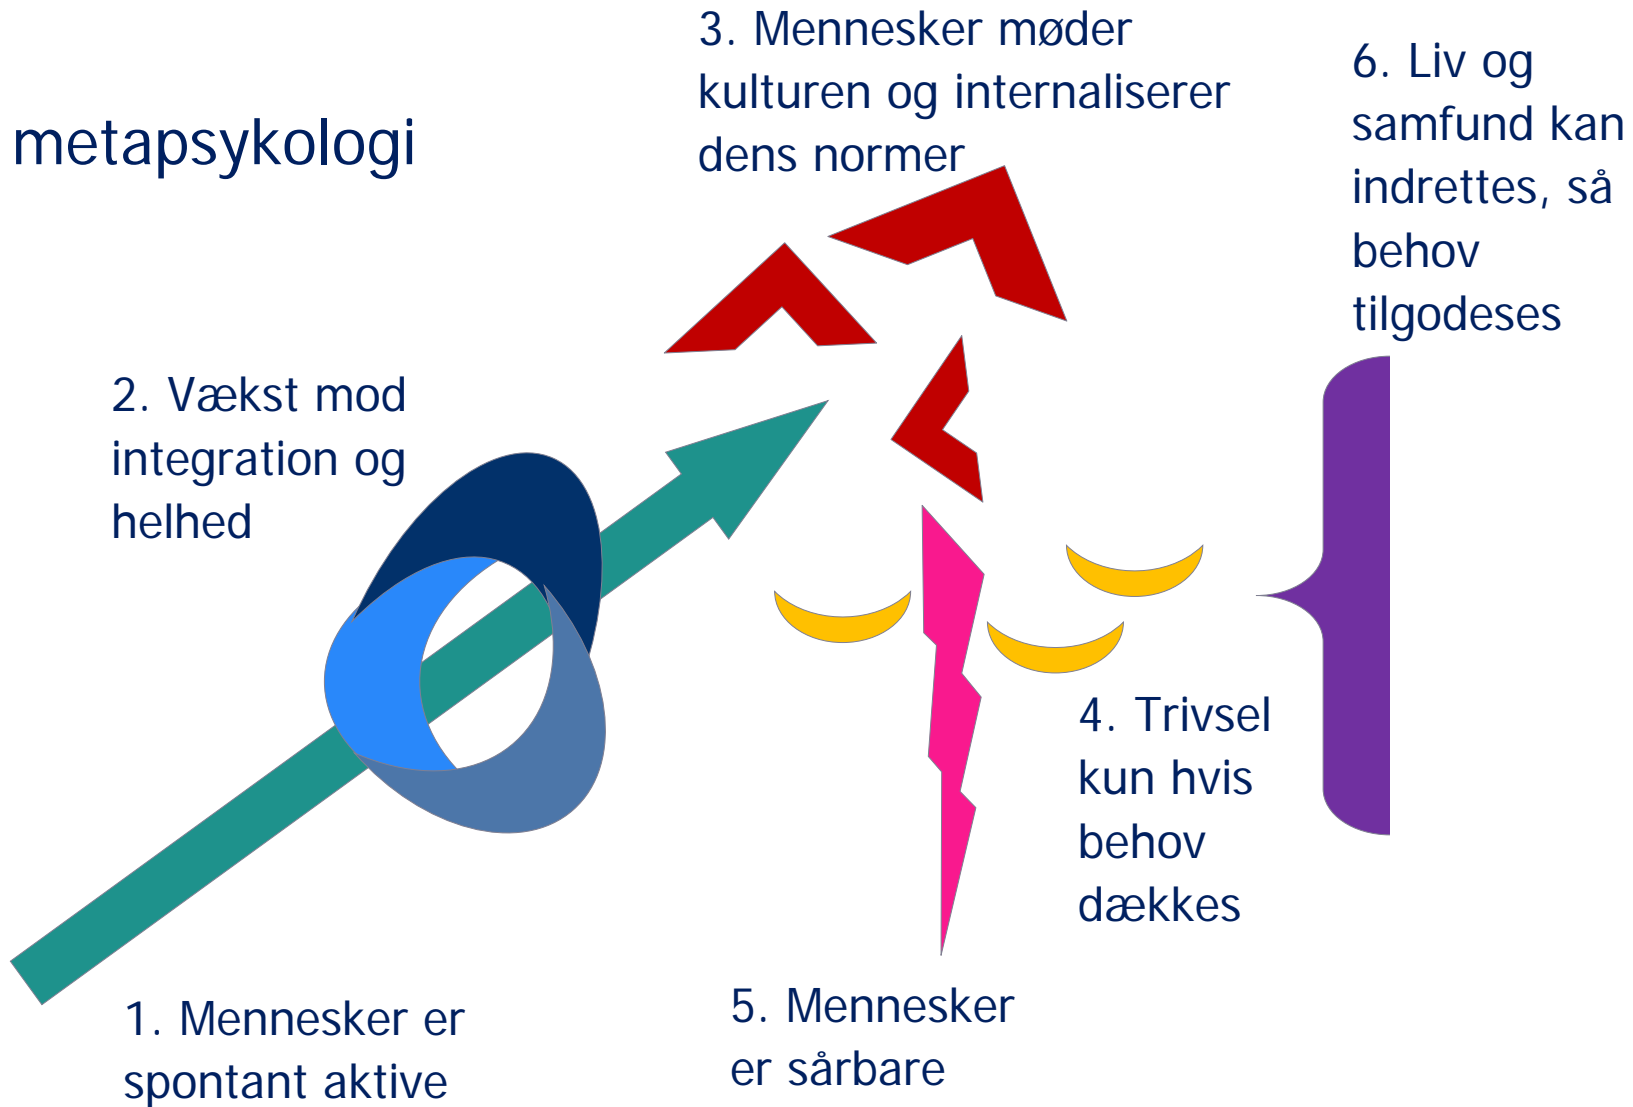 metapsykologi
1. Mennesker er
spontant aktive
2. Vækst mod
integration og
helhed
3. Mennesker møder
kulturen og internaliserer
dens normer
4. Trivsel
kun hvis
behov
dækkes
5. Mennesker
er sårbare
6. Liv og
samfund kan
indrettes, så
behov
tilgodeses